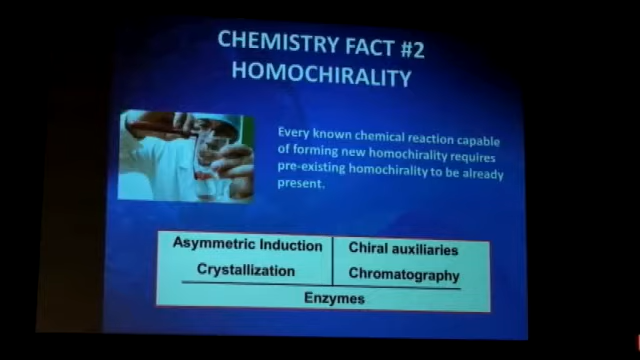 CHEMISTRY FACT #2
HOMOCHIRALITY
Every known chemical reaction capable
of forming new homochirality requires
pre-existing homochirality to be already
present.
Asymmetric Induction
Chiral auxiliaries
Crystallization
Chromatography
Enzymes